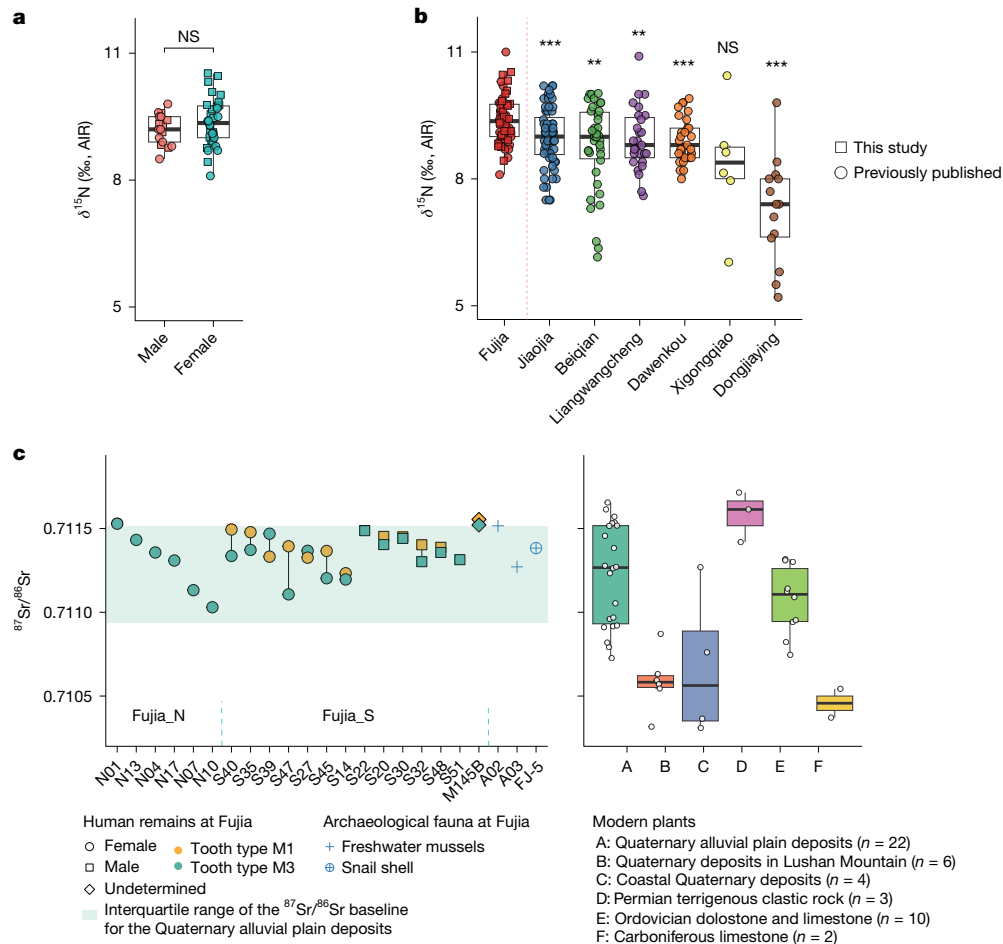 a
NS
11
8
5
δ15N (‰, AIR)
Male
Female
b
***
**
**
***
NS
***
11
8
5
δ15N (‰, AIR)
Fujia
Jiaojia
Beiqian
Liangwangcheng
Dawenkou
Xigongqiao
Dongjiaying
This study
Previously published
c
87Sr/86Sr
0.71115
0.71110
0.71105
Fujia_N
Fujia_S
N01
N13
N04
N17
N07
N10
S40
S35
S39
S47
S27
S45
S14
S22
S20
S30
S32
S48
S51
M145B
A02
A03
FJ-5
A
B
C
D
E
F
Human remains at Fujia
Female
Male
Undetermined
Tooth type M1
Tooth type M3
Archaeological fauna at Fujia
Freshwater mussels
Snail shell
Interquartile range of the 87Sr/86Sr baseline
for the Quaternary alluvial plain deposits
Modern plants
A: Quaternary alluvial plain deposits (n = 22)
B: Quaternary deposits in Lushan Mountain (n = 6)
C: Coastal Quaternary deposits (n = 4)
D: Permian terrigenous clastic rock (n = 3)
E: Ordovician dolostone and limestone (n = 10)
F: Carboniferous limestone (n = 2)